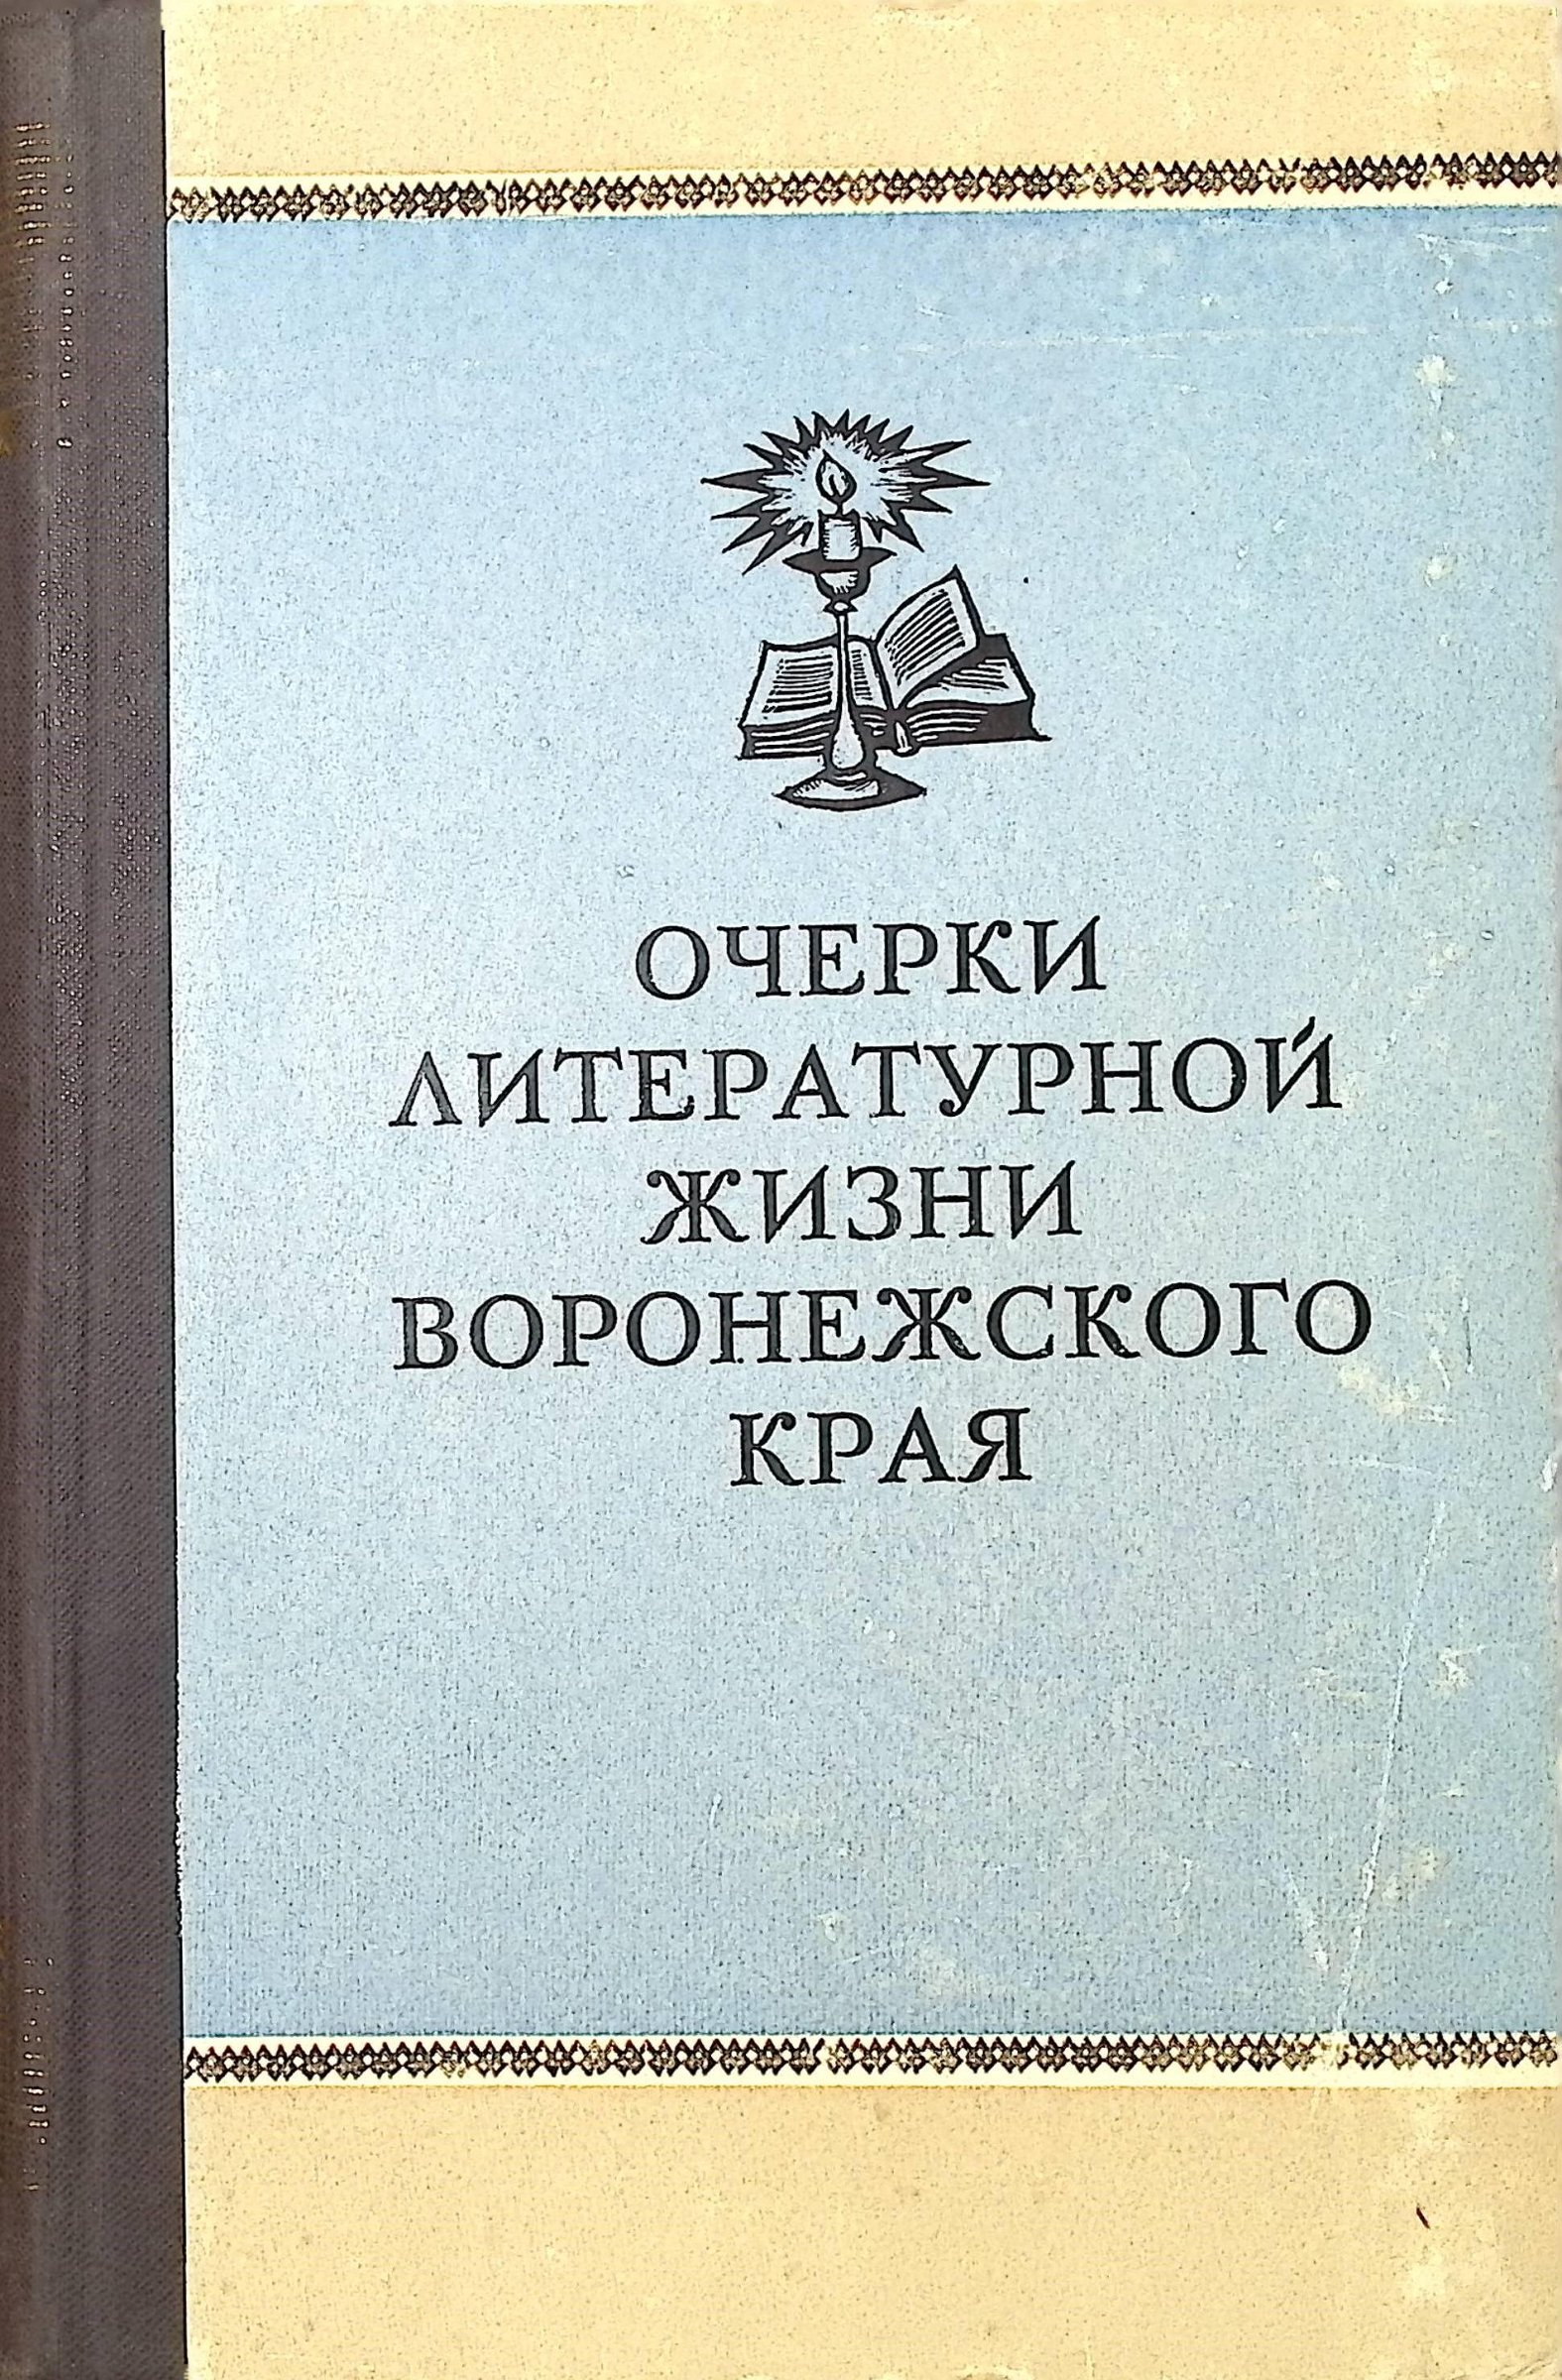 ОЧЕРКИ
ЛИТЕРАТУРНОЙ
ЖИЗНИ
ВОРОНЕЖСКОГО
КРАЯ